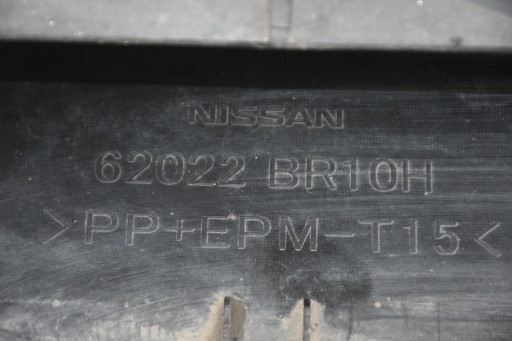 NISSAN
62022 BR10H
>PP+EPM-T15<